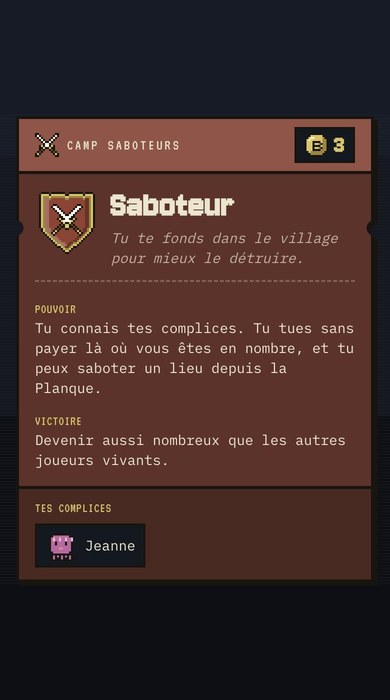 CAMP SABOTEURS
B 3
Saboteur
Tu te fonds dans le village
pour mieux le détruire.
POUVOIR
Tu connais tes complices. Tu tues sans
payer là où vous êtes en nombre, et tu
peux saboter un lieu depuis la
Planque.
VICTOIRE
Devenir aussi nombreux que les autres
joueurs vivants.
TES COMPLICES
Jeanne